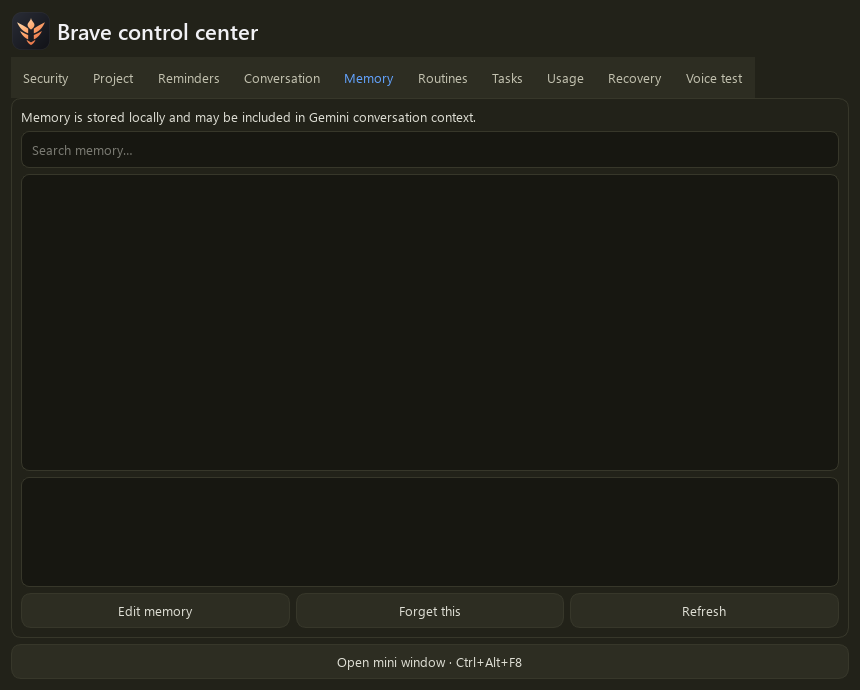 Brave control center
Security Project Reminders Conversation Memory Routines Tasks Usage Recovery Voice test
Memory is stored locally and may be included in Gemini conversation context.
Search memory...
Edit memory Forget this Refresh
Open mini window · Ctrl+Alt+F8